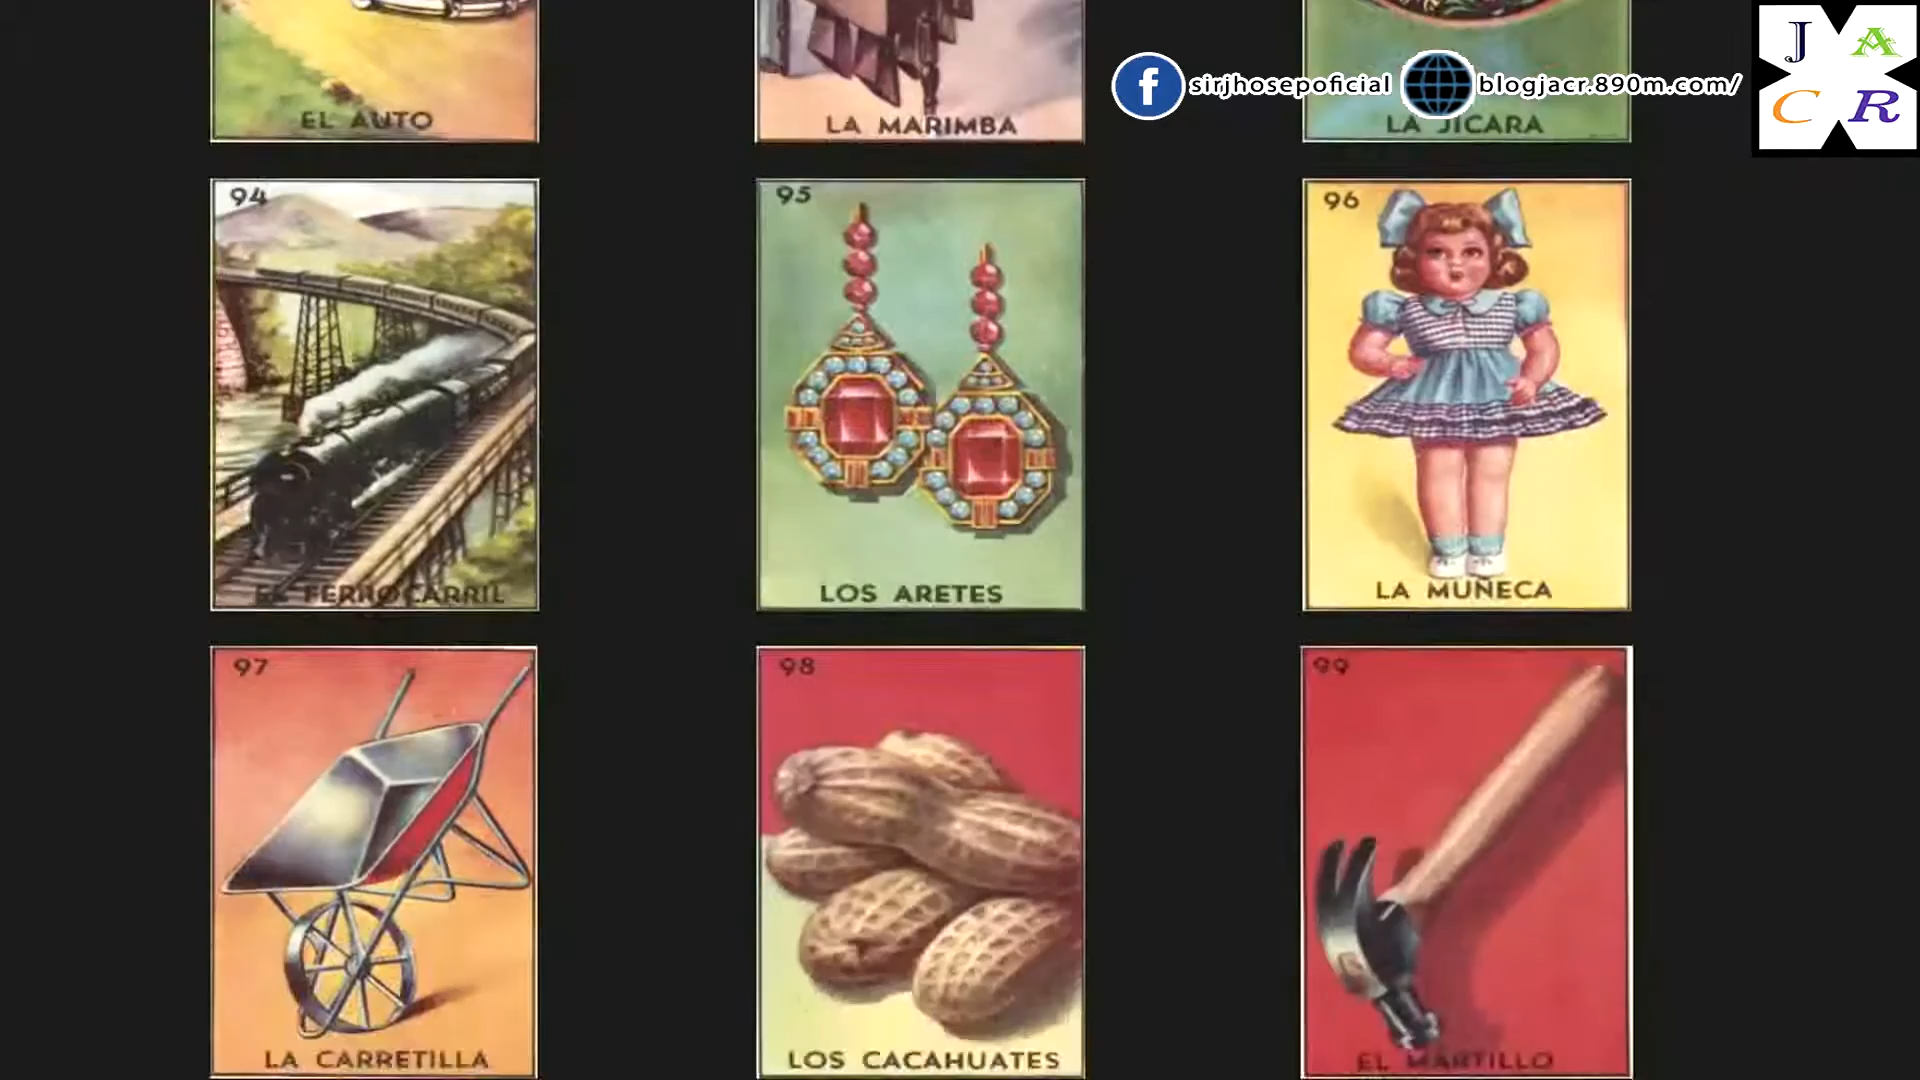 EL AUTO
LA MARIMBA
LA JICARA
sirjhosepoficial
blogjacr.890m.com/
J A
C R
94
EL FERROCARRIL
95
LOS ARETES
96
LA MUÑECA
97
LA CARRETILLA
98
LOS CACAHUATES
99
EL MARTILLO